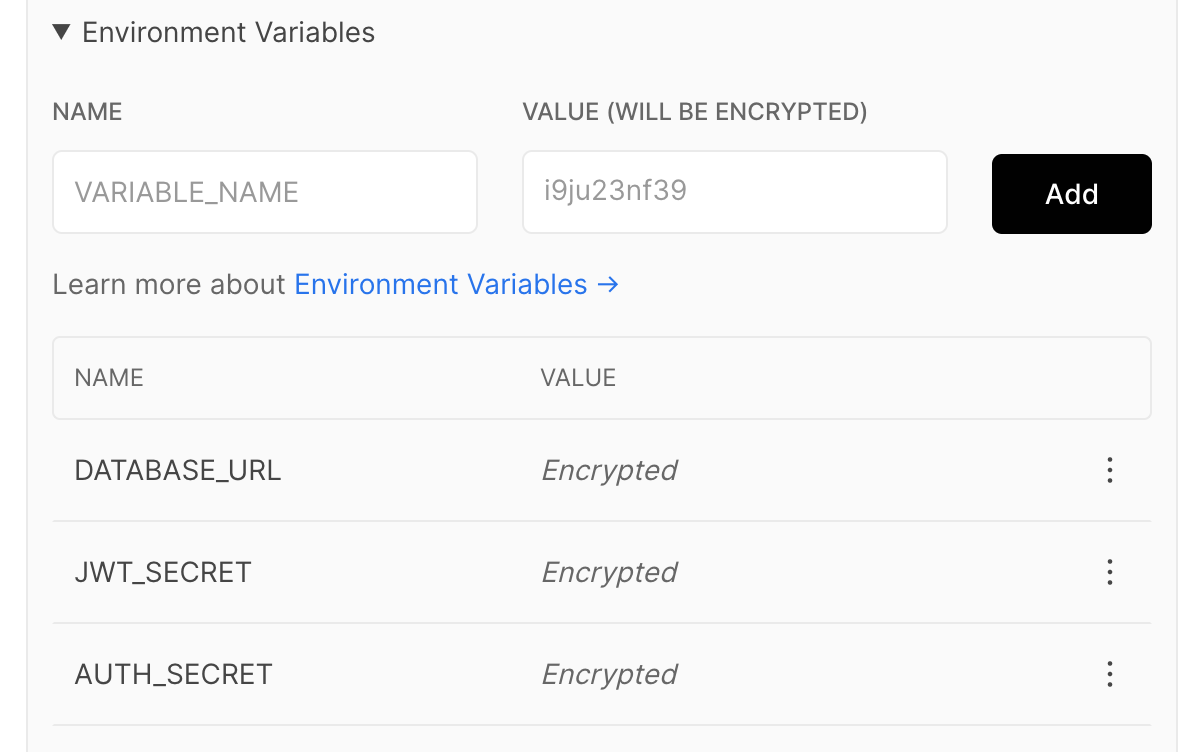 ▼ Environment Variables
NAME VALUE (WILL BE ENCRYPTED)
VARIABLE_NAME i9ju23nf39 Add
Learn more about Environment Variables →
NAME VALUE
DATABASE_URL Encrypted
JWT_SECRET Encrypted
AUTH_SECRET Encrypted